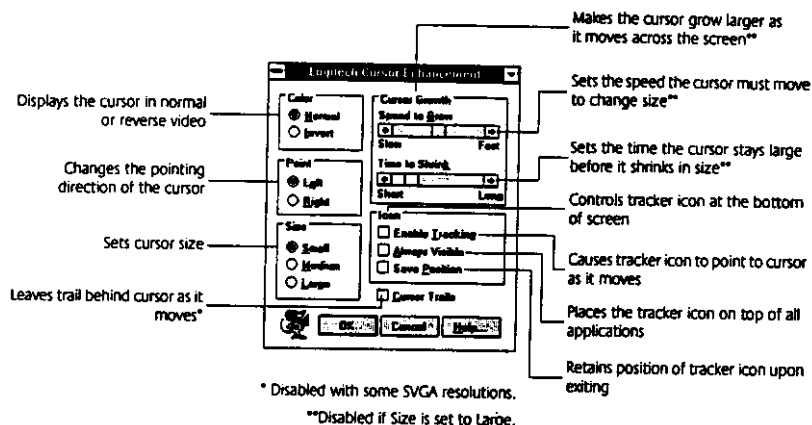 Makes the cursor grow larger as
it moves across the screen**
Logitech Cursor Enhancement
Displays the cursor in normal
or reverse video
Color
Normal
Invert
Cursor Growth
Speed to Grow
Slow Fast
Time to Shrink
Short Long
Sets the speed the cursor must move
to change size**
Sets the time the cursor stays large
before it shrinks in size**
Changes the pointing
direction of the cursor
Point
Left
Right
Controls tracker icon at the bottom
of screen
Icon
Enable Tracking
Always Visible
Save Position
Sets cursor size
Size
Small
Medium
Large
Causes tracker icon to point to cursor
as it moves
Leaves trail behind cursor as it
moves*
Cursor Trails
Places the tracker icon on top of all
applications
OK Cancel Help...
Retains position of tracker icon upon
exiting
* Disabled with some SVGA resolutions.
**Disabled if Size is set to Large.